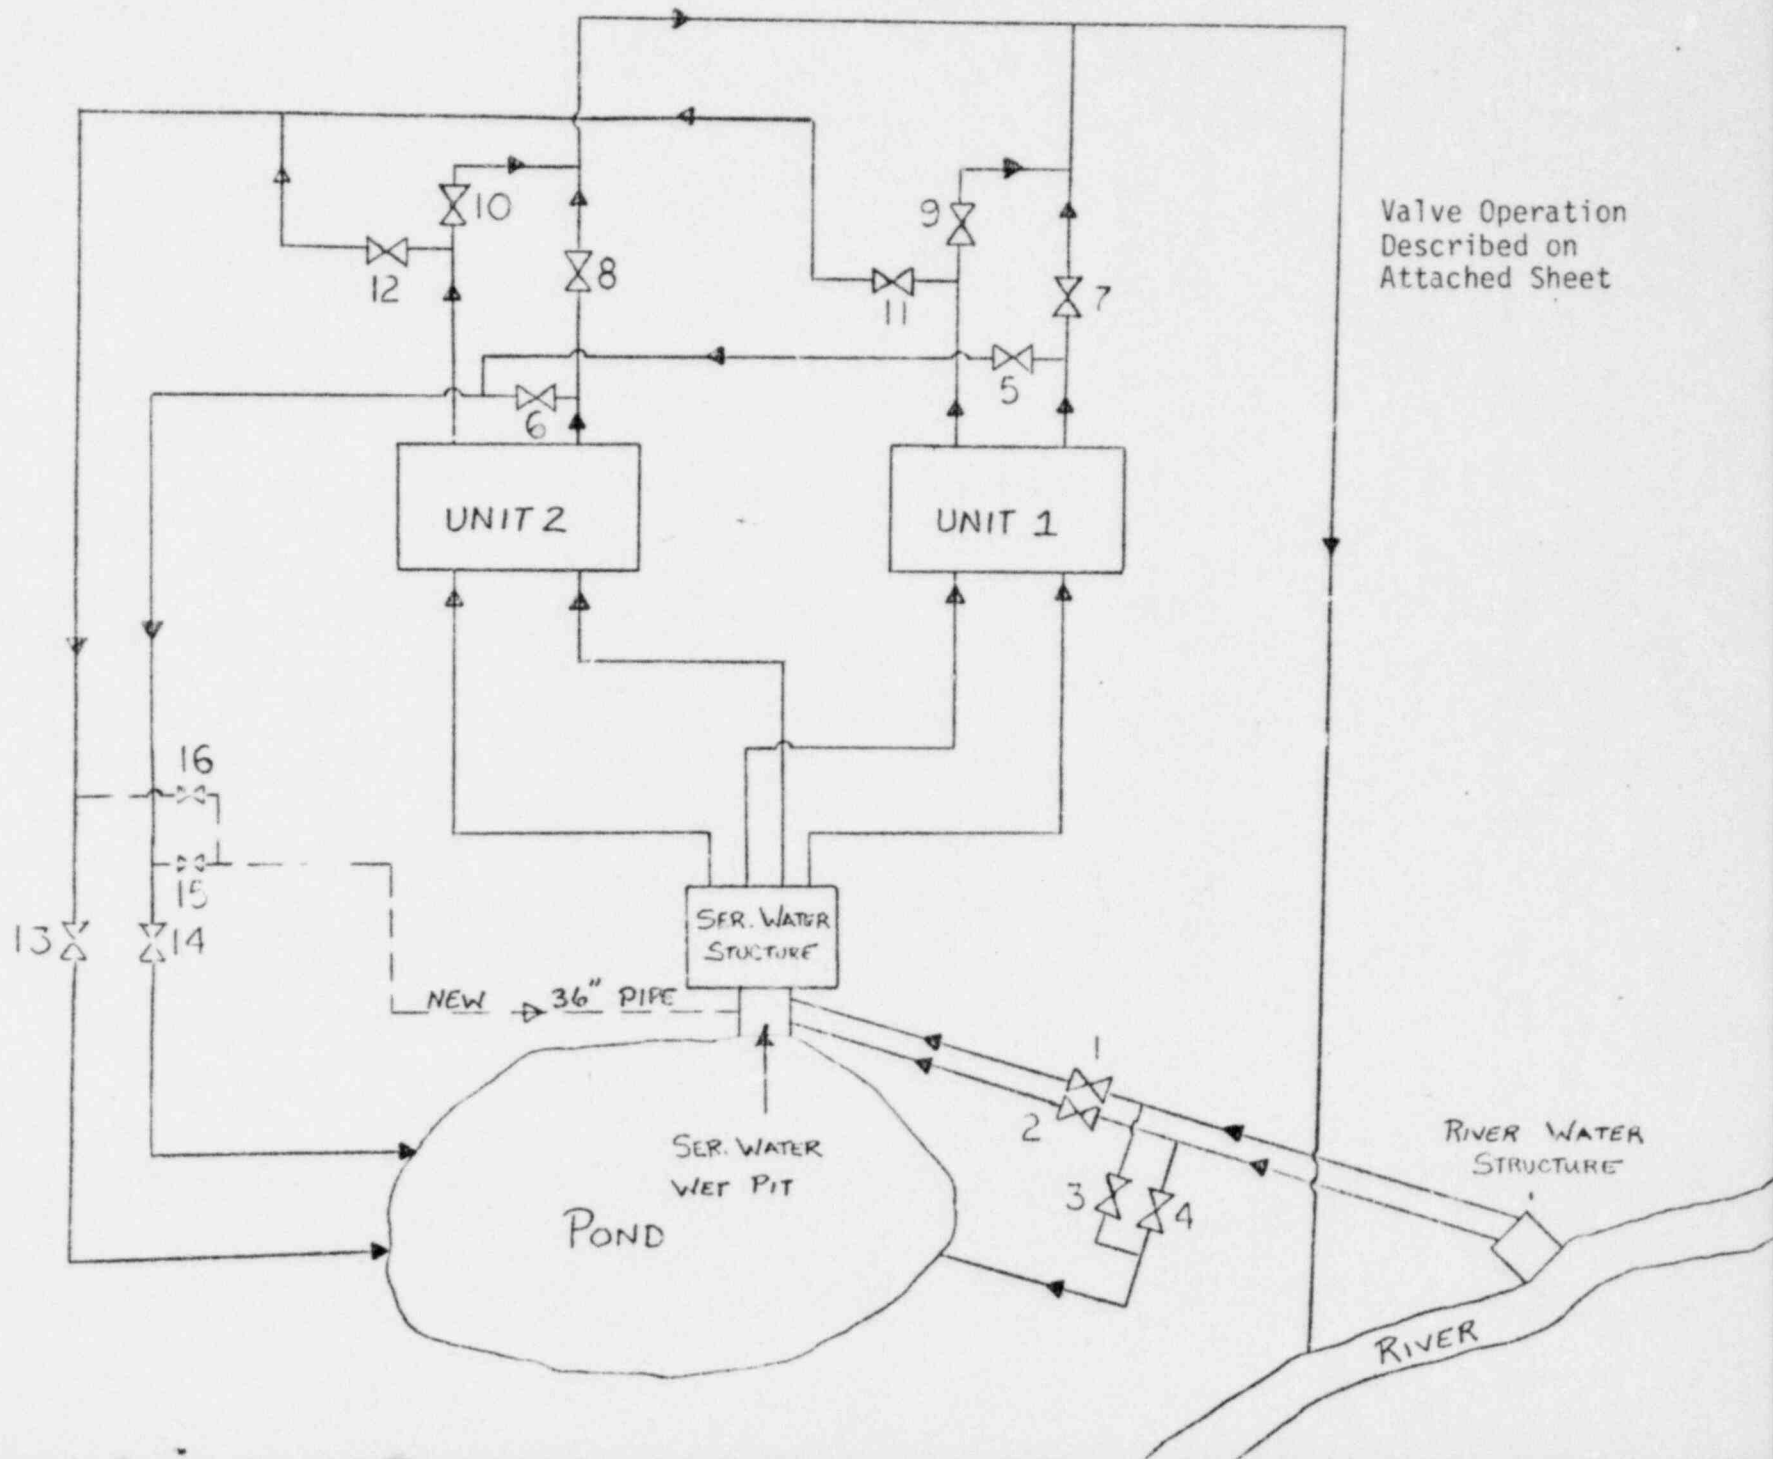 10
9
8
12
11
7
Valve Operation
Described on
Attached Sheet
5
6
UNIT 2
UNIT 1
16
15
13
14
SER. WATER
STUCTURE
NEW
36" PIPE
1
2
RIVER WATER
STRUCTURE
SER. WATER
WET PIT
3
4
POND
RIVER